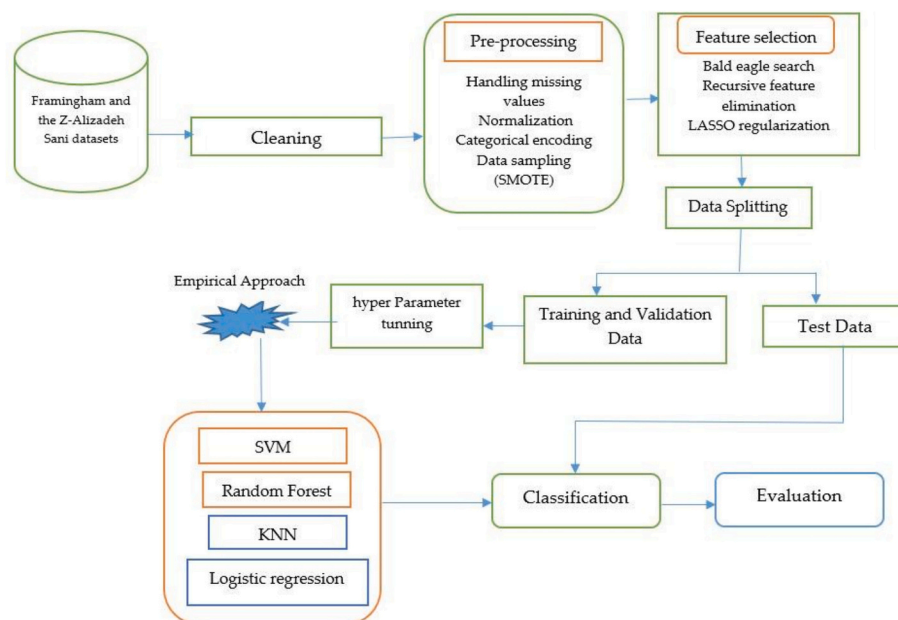 Framingham and
the Z-Alizadeh
Sani datasets
Cleaning
Pre-processing
Handling missing
values
Normalization
Categorical encoding
Data sampling
(SMOTE)
Feature selection
Bald eagle search
Recursive feature
elimination
LASSO regularization
Data Splitting
Empirical Approach
hyper Parameter
tunning
Training and Validation
Data
Test Data
SVM
Random Forest
KNN
Logistic regression
Classification
Evaluation